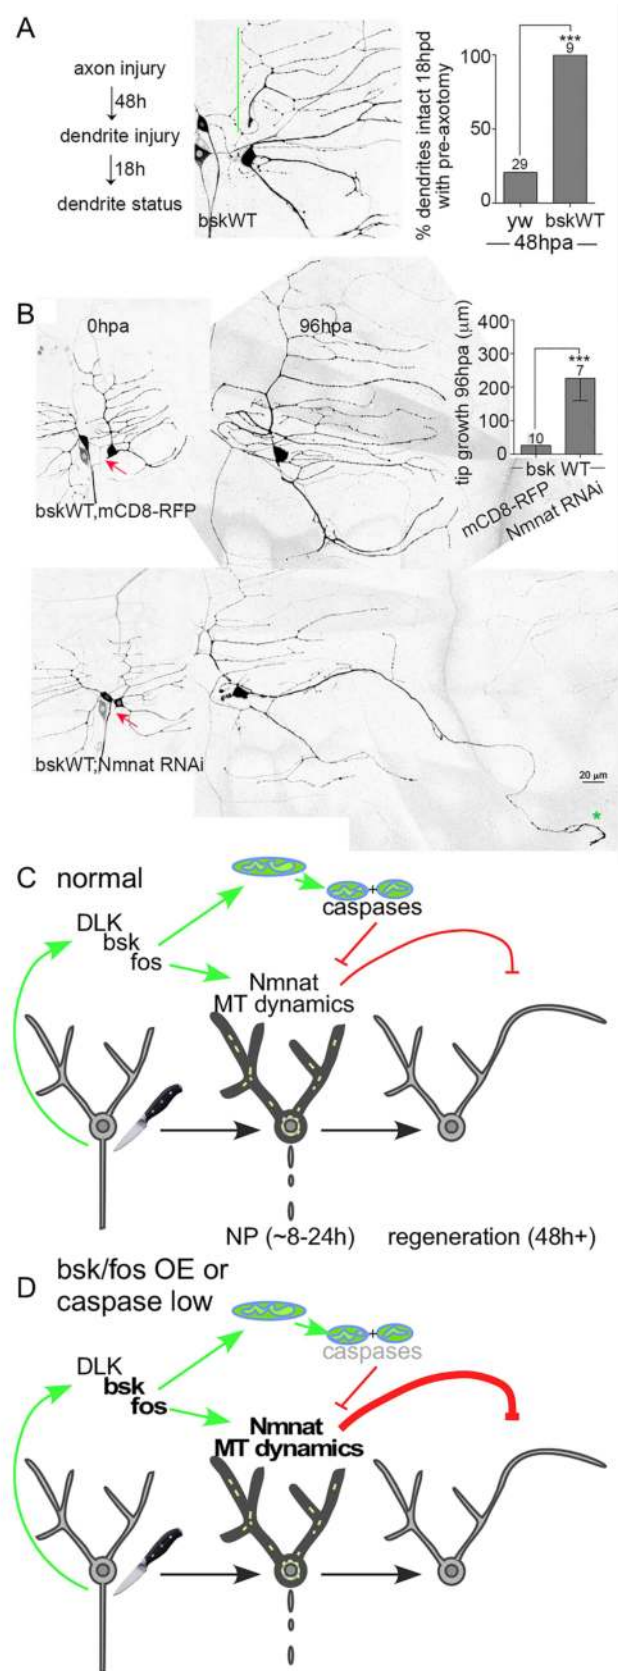 A
axon injury
48h
dendrite injury
18h
dendrite status
bskWT
% dendrites intact 18hpd
with pre-axotomy
100
50
0
***
9
29
yw bskWT
48hpa
B
0hpa
96hpa
bskWT,mCD8-RFP
tip growth 96hpa (μm)
400
300
200
100
0
***
7
10
bsk WT
mCD8-RFP
Nmnat RNAi
bskWT;Nmnat RNAi
20 μm
*
C normal
DLK
bsk
fos
+
caspases
Nmnat
MT dynamics
NP (~8-24h) regeneration (48h+)
D bsk/fos OE or
caspase low
DLK
bsk
fos
+
caspases
Nmnat
MT dynamics